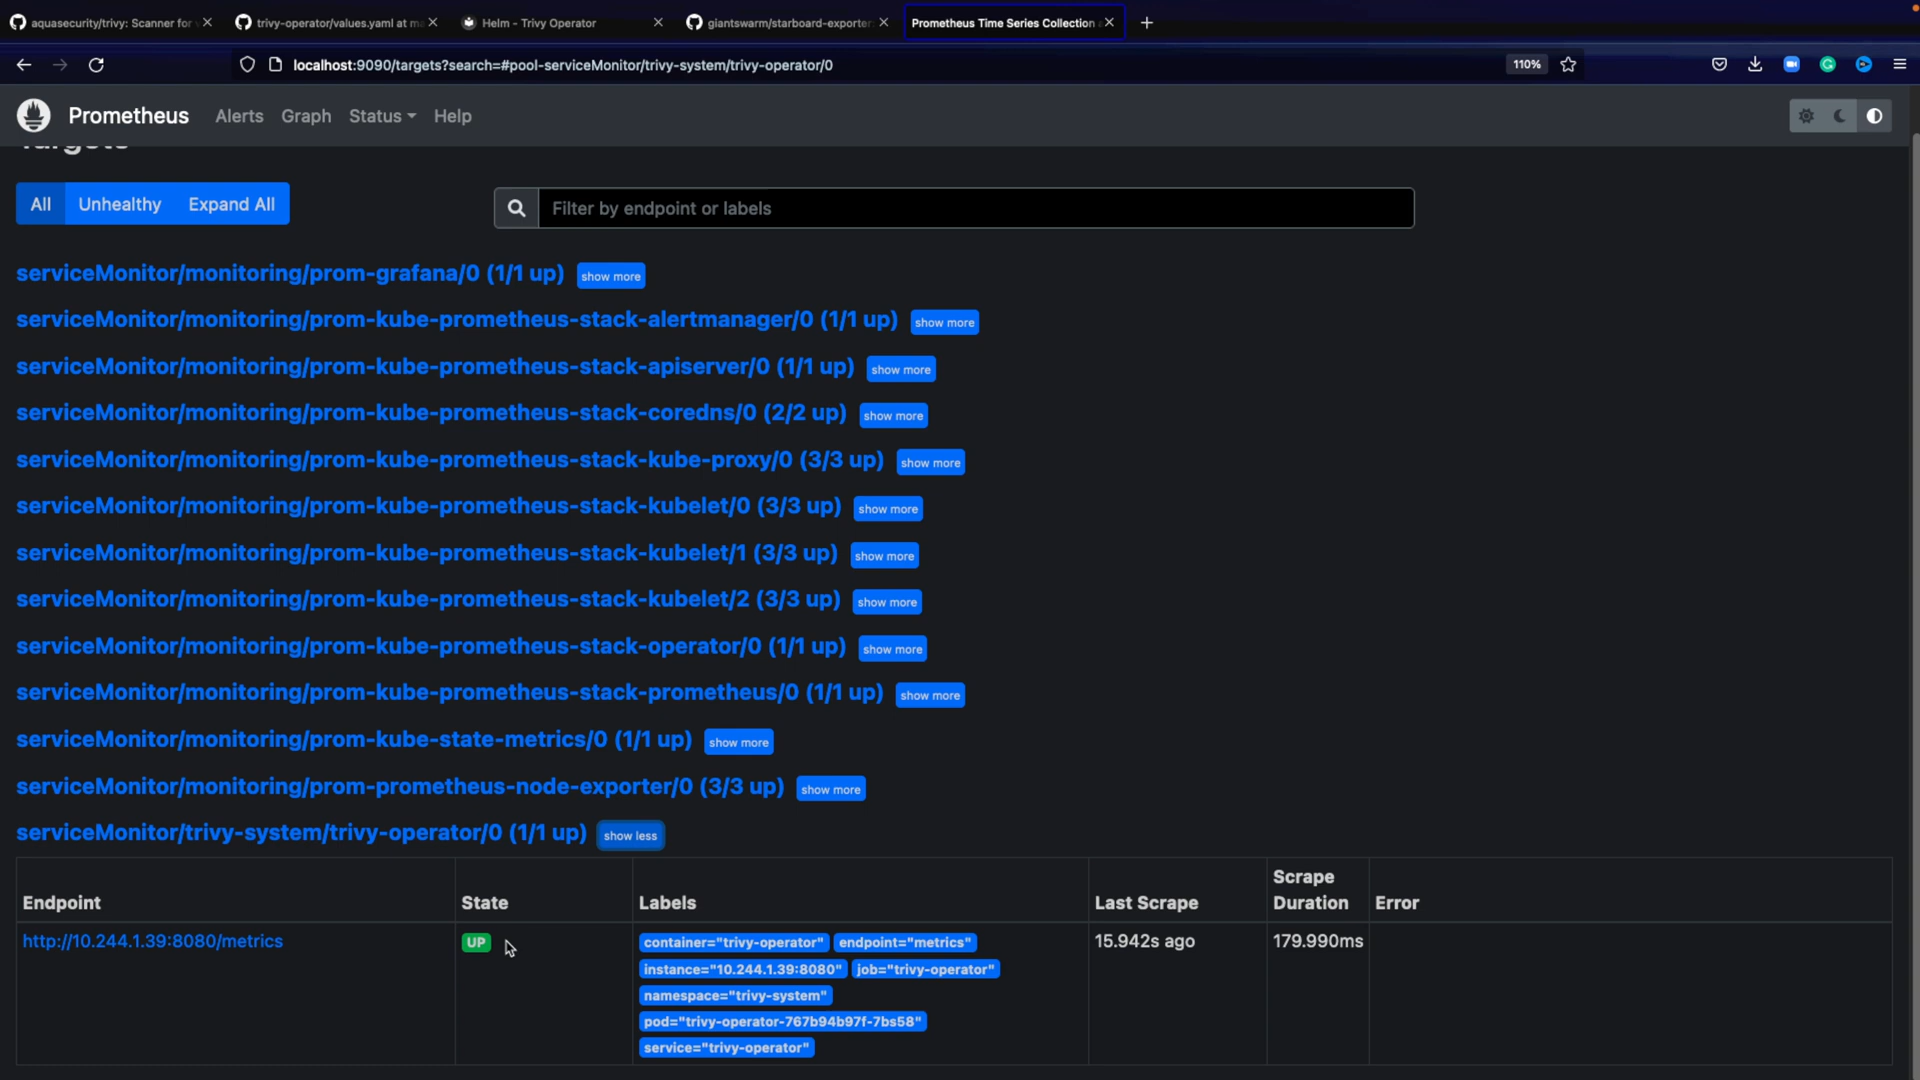 aquasecurity/trivy: Scanner for
trivy-operator/values.yaml at ma
Helm - Trivy Operator
giantswarm/starboard-exporter:
Prometheus Time Series Collection
localhost:9090/targets?search=#pool-serviceMonitor/trivy-system/trivy-operator/0
110%
Prometheus Alerts Graph Status Help
Targets
All Unhealthy Expand All
Filter by endpoint or labels
serviceMonitor/monitoring/prom-grafana/0 (1/1 up) show more
serviceMonitor/monitoring/prom-kube-prometheus-stack-alertmanager/0 (1/1 up) show more
serviceMonitor/monitoring/prom-kube-prometheus-stack-apiserver/0 (1/1 up) show more
serviceMonitor/monitoring/prom-kube-prometheus-stack-coredns/0 (2/2 up) show more
serviceMonitor/monitoring/prom-kube-prometheus-stack-kube-proxy/0 (3/3 up) show more
serviceMonitor/monitoring/prom-kube-prometheus-stack-kubelet/0 (3/3 up) show more
serviceMonitor/monitoring/prom-kube-prometheus-stack-kubelet/1 (3/3 up) show more
serviceMonitor/monitoring/prom-kube-prometheus-stack-kubelet/2 (3/3 up) show more
serviceMonitor/monitoring/prom-kube-prometheus-stack-operator/0 (1/1 up) show more
serviceMonitor/monitoring/prom-kube-prometheus-stack-prometheus/0 (1/1 up) show more
serviceMonitor/monitoring/prom-kube-state-metrics/0 (1/1 up) show more
serviceMonitor/monitoring/prom-prometheus-node-exporter/0 (3/3 up) show more
serviceMonitor/trivy-system/trivy-operator/0 (1/1 up) show less
Endpoint State Labels Last Scrape Scrape Duration Error
http://10.244.1.39:8080/metrics UP container="trivy-operator" endpoint="metrics" 15.942s ago 179.990ms
instance="10.244.1.39:8080" job="trivy-operator"
namespace="trivy-system"
pod="trivy-operator-767b94b97f-7bs58"
service="trivy-operator"